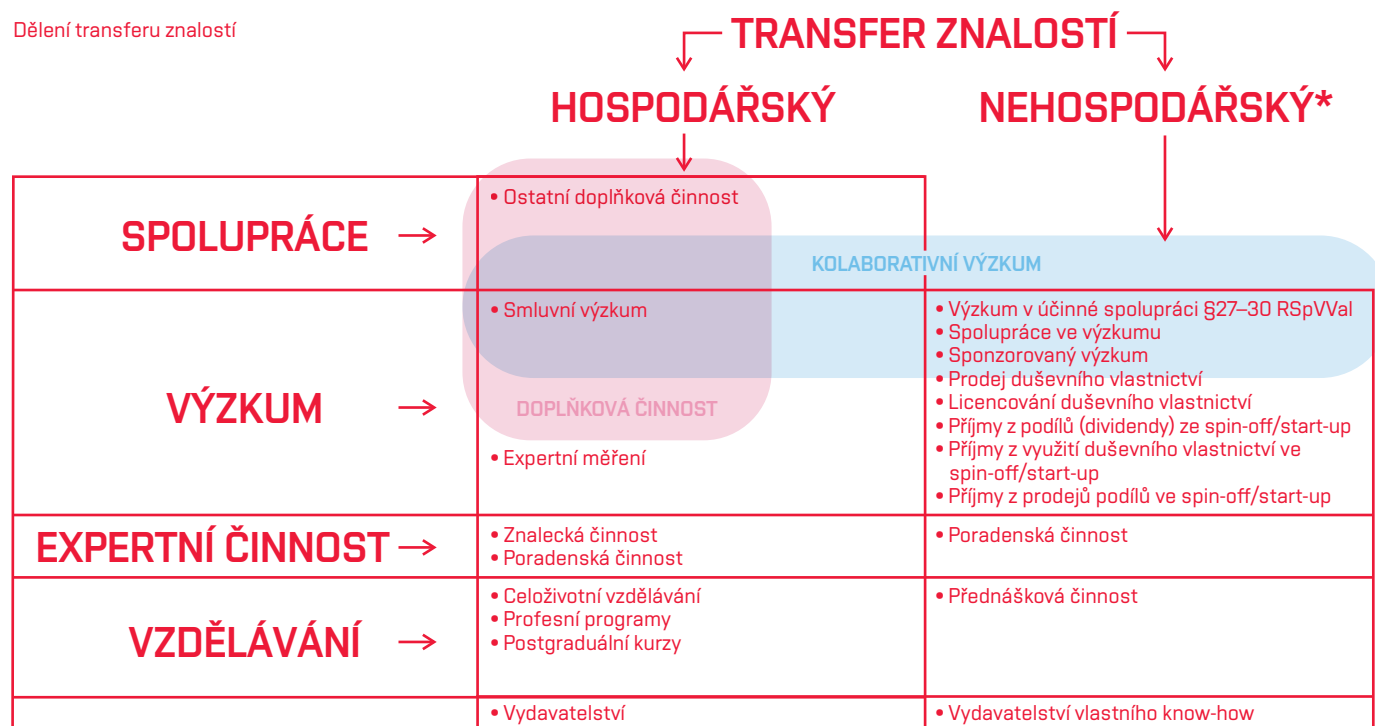 Dělení transferu znalostí
TRANSFER ZNALOSTÍ
HOSPODÁŘSKÝ
NEHOSPODÁŘSKÝ*
SPOLUPRÁCE →
• Ostatní doplňková činnost
KOLABORATIVNÍ VÝZKUM
VÝZKUM →
• Smluvní výzkum
DOPLŇKOVÁ ČINNOST
• Expertní měření
• Výzkum v účinné spolupráci §27–30 RSpVVaI
• Spolupráce ve výzkumu
• Sponzorovaný výzkum
• Prodej duševního vlastnictví
• Licencování duševního vlastnictví
• Příjmy z podílů (dividendy) ze spin-off/start-up
• Příjmy z využití duševního vlastnictví ve
spin-off/start-up
• Příjmy z prodejů podílů ve spin-off/start-up
EXPERTNÍ ČINNOST →
• Znalecká činnost
• Poradenská činnost
• Poradenská činnost
VZDĚLÁVÁNÍ →
• Celoživotní vzdělávání
• Profesní programy
• Postgraduální kurzy
• Přednášková činnost
• Vydavatelství
• Vydavatelství vlastního know-how